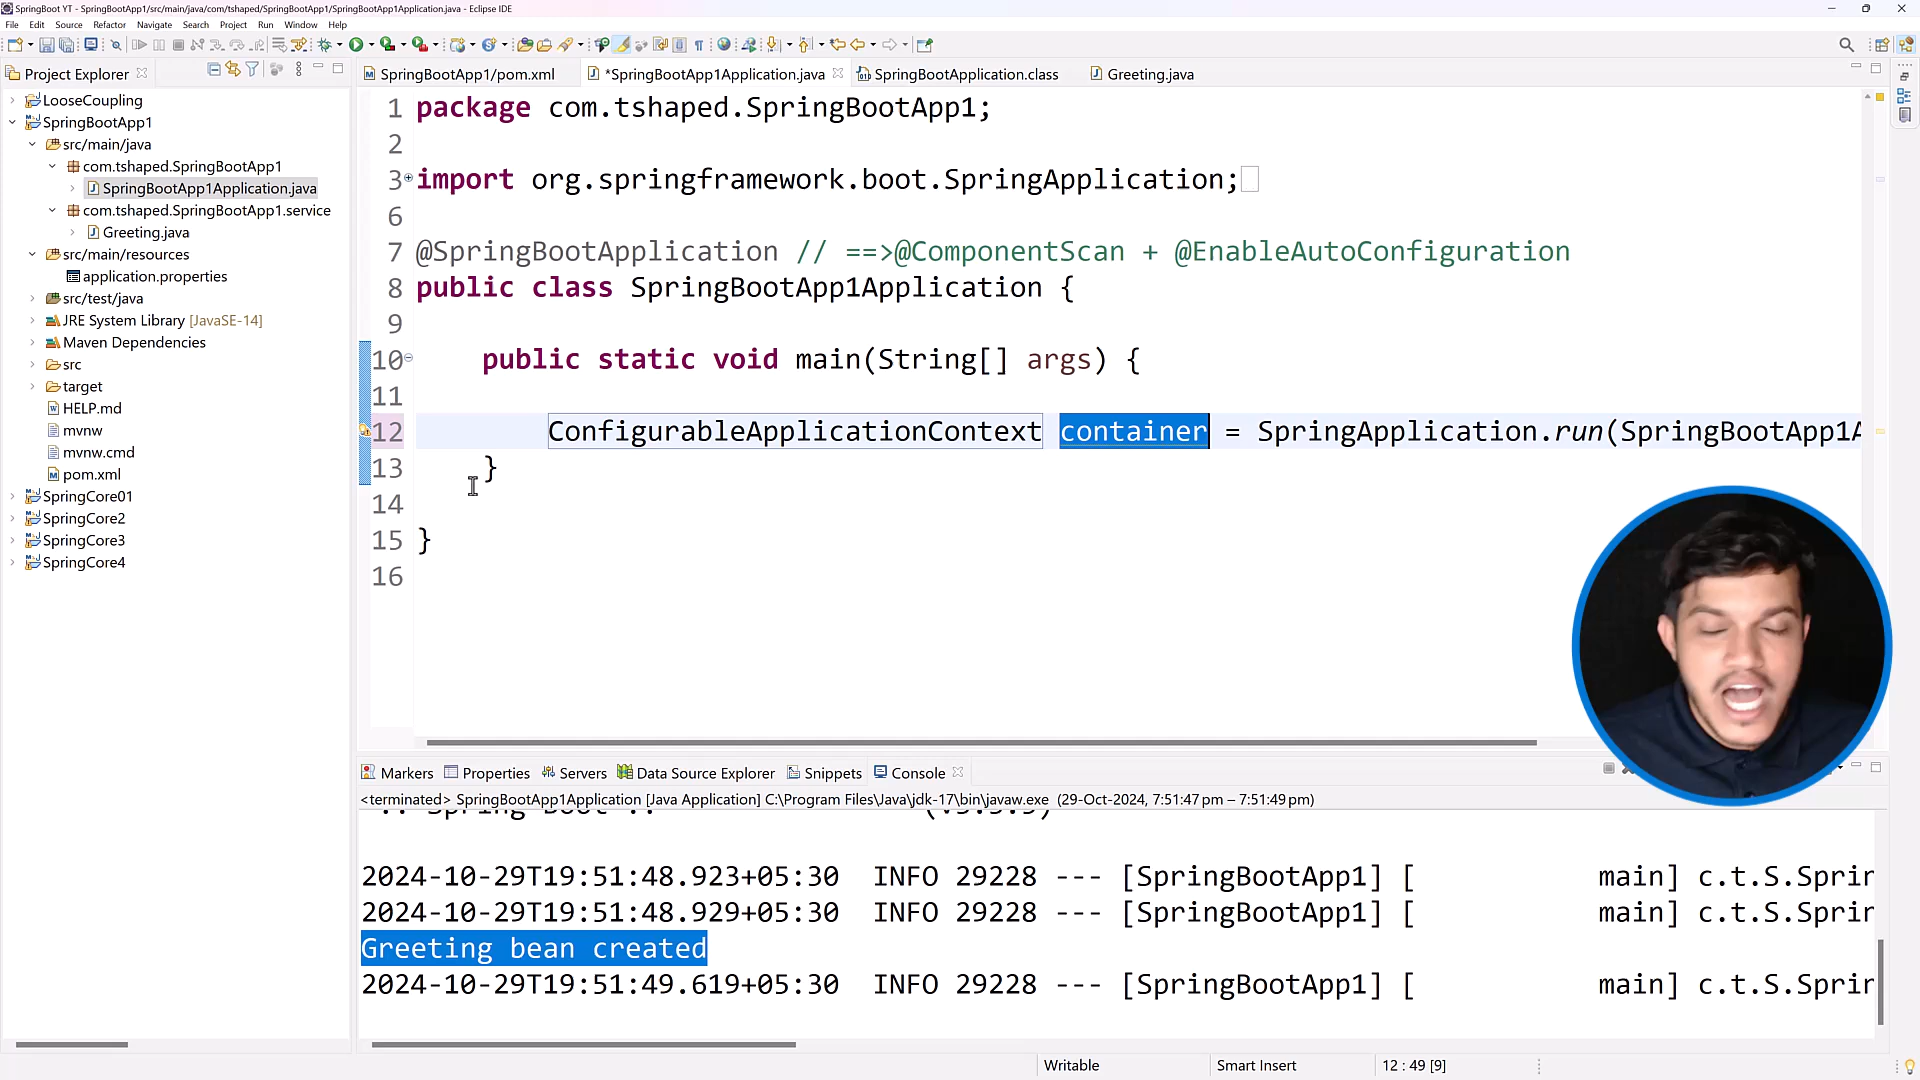 SpringBoot YT - SpringBootApp1/src/main/java/com/tshaped/SpringBootApp1/SpringBootApp1Application.java - Eclipse IDE
File Edit Source Refactor Navigate Search Project Run Window Help
Project Explorer
SpringBootApp1/pom.xml *SpringBootApp1Application.java SpringBootApplication.class Greeting.java
LooseCoupling
SpringBootApp1
src/main/java
com.tshaped.SpringBootApp1
SpringBootApp1Application.java
com.tshaped.SpringBootApp1.service
Greeting.java
src/main/resources
application.properties
src/test/java
JRE System Library [JavaSE-14]
Maven Dependencies
src
target
HELP.md
mvnw
mvnw.cmd
pom.xml
SpringCore01
SpringCore2
SpringCore3
SpringCore4
1 package com.tshaped.SpringBootApp1;
2
3 import org.springframework.boot.SpringApplication;
6
7 @SpringBootApplication // ==>@ComponentScan + @EnableAutoConfiguration
8 public class SpringBootApp1Application {
9
10 public static void main(String[] args) {
11
12 ConfigurableApplicationContext container = SpringApplication.run(SpringBootApp1A
13 }
14
15 }
16
Markers Properties Servers Data Source Explorer Snippets Console
<terminated> SpringBootApp1Application [Java Application] C:\Program Files\Java\jdk-17\bin\javaw.exe (29-Oct-2024, 7:51:47 pm – 7:51:49 pm)
:: Spring Boot ::
2024-10-29T19:51:48.923+05:30 INFO 29228 --- [SpringBootApp1] [ main] c.t.S.Sprin
2024-10-29T19:51:48.929+05:30 INFO 29228 --- [SpringBootApp1] [ main] c.t.S.Sprin
Greeting bean created
2024-10-29T19:51:49.619+05:30 INFO 29228 --- [SpringBootApp1] [ main] c.t.S.Sprin
Writable Smart Insert 12 : 49 [9]